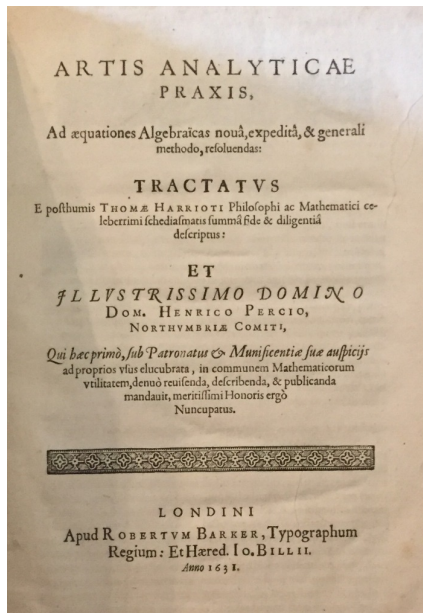 ARTIS ANALYTICAE
PRAXIS,
Ad æquationes Algebraïcas nouâ, expeditâ, & generali
methodo, resoluendas:
TRACTATVS
E posthumis THOMÆ HARRIOTI Philosophi ac Mathematici ce-
leberrimi schediasmatis summâ fide & diligentiâ
descriptus:
ET
ILLVSTRISSIMO DOMINO
DOM. HENRICO PERCIO,
NORTHVMBRIÆ COMITI,
Qui hæc primò, sub Patronatus & Munificentiæ suæ auspicijs
ad proprios vsus elucubrata, in communem Mathematicorum
vtilitatem, denuò reuisenda, describenda, & publicanda
mandauit, meritissimi Honoris ergò
Nuncupatus.
LONDINI
Apud ROBERTVM BARKER, Typographum
Regium: Et Hæred. Io. BILLII.
Anno 1631.